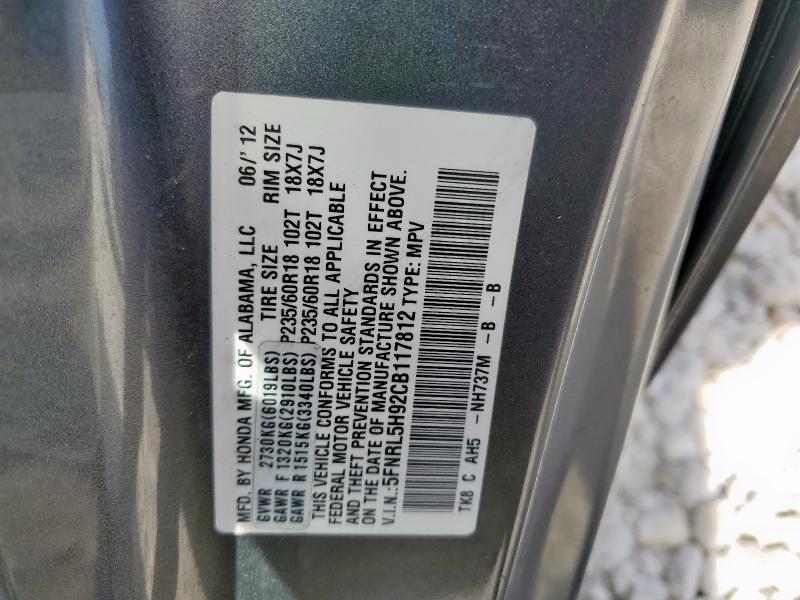 MFD. BY HONDA MFG. OF ALABAMA, LLC 06/'12
GVWR 2730KG(6019LBS) TIRE SIZE RIM SIZE
GAWR F 1320KG(2910LBS) P235/60R18 102T 18X7J
GAWR R 1515KG(3340LBS) P235/60R18 102T 18X7J
THIS VEHICLE CONFORMS TO ALL APPLICABLE
FEDERAL MOTOR VEHICLE SAFETY
AND THEFT PREVENTION STANDARDS IN EFFECT
ON THE DATE OF MANUFACTURE SHOWN ABOVE.
V.I.N.:5FNRL5H92CB117812 TYPE: MPV
TK8 C AH5 -NH737M -B -B